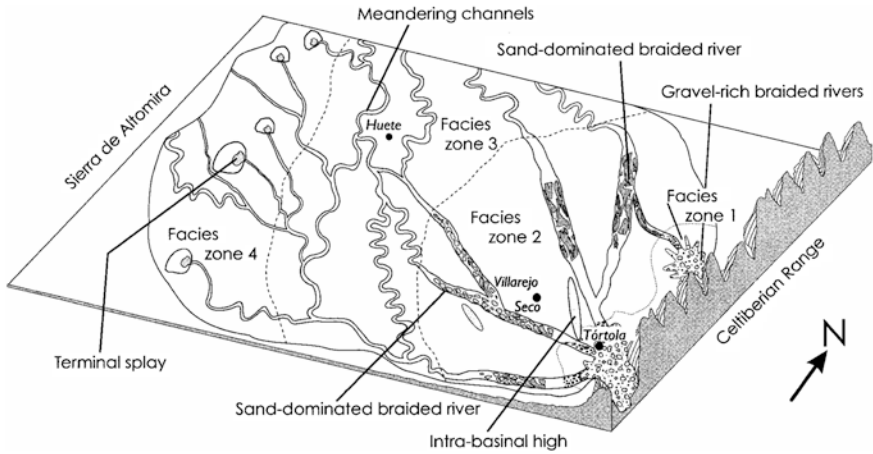 Meandering channels
Sand-dominated braided river
Gravel-rich braided rivers
Sierra de Altomira
Huete
Facies
zone 3
Facies
zone 1
Facies
zone 2
Facies
zone 4
Villarejo
Seco
Tórtola
Celtiberian Range
N
Terminal splay
Sand-dominated braided river
Intra-basinal high